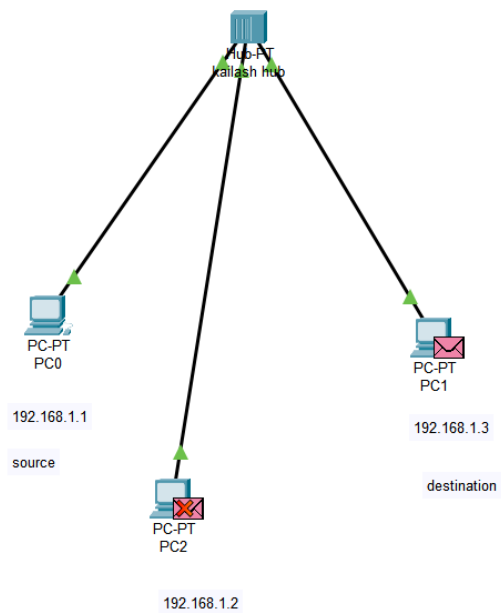 Hub-PT
kailash hub
PC-PT
PC0
PC-PT
PC1
192.168.1.1
192.168.1.3
source
destination
PC-PT
PC2
192.168.1.2